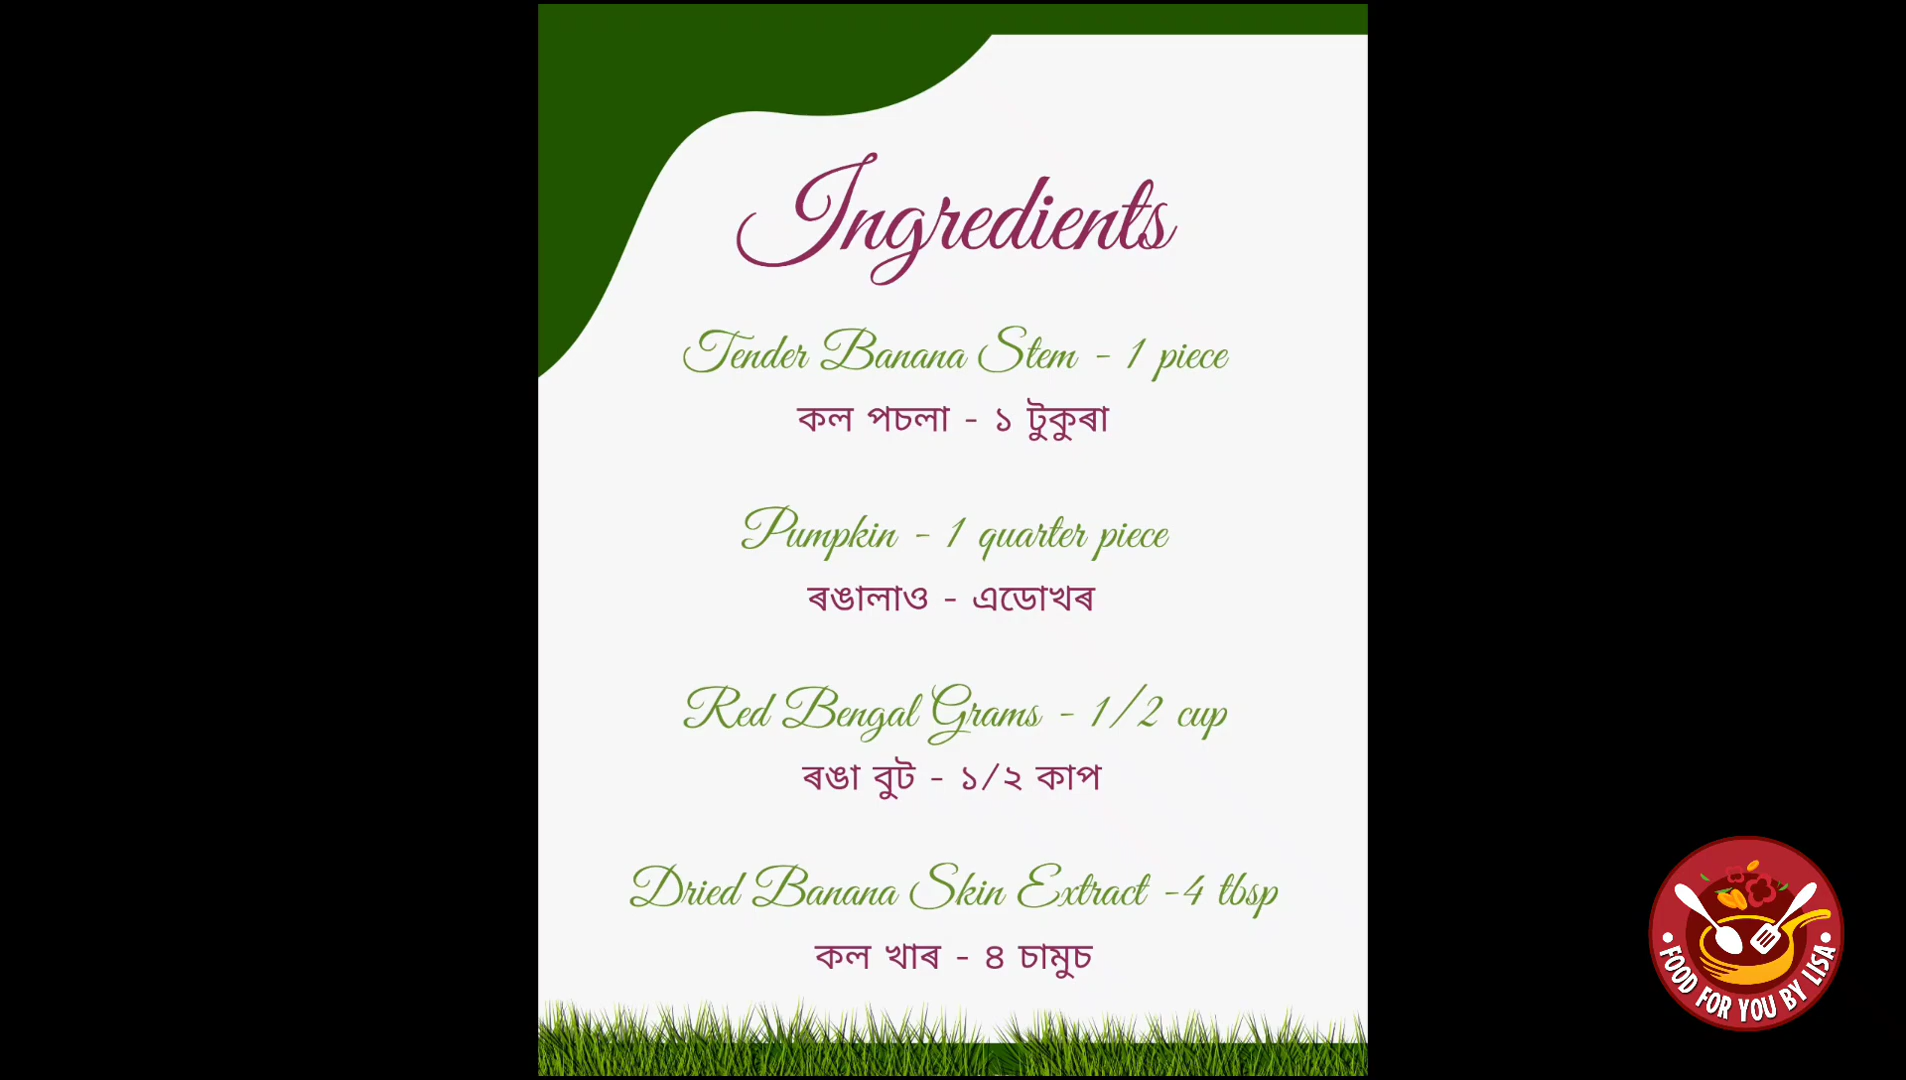 Ingredients
Tender Banana Stem - 1 piece
কল পচলা - ১ টুকুৰা
Pumpkin - 1 quarter piece
ৰঙালাও - এডোখৰ
Red Bengal Grams - 1/2 cup
ৰঙা বুট - ১/২ কাপ
Dried Banana Skin Extract -4 tbsp
কল খাৰ - ৪ চামুচ
• FOOD FOR YOU BY LISA •